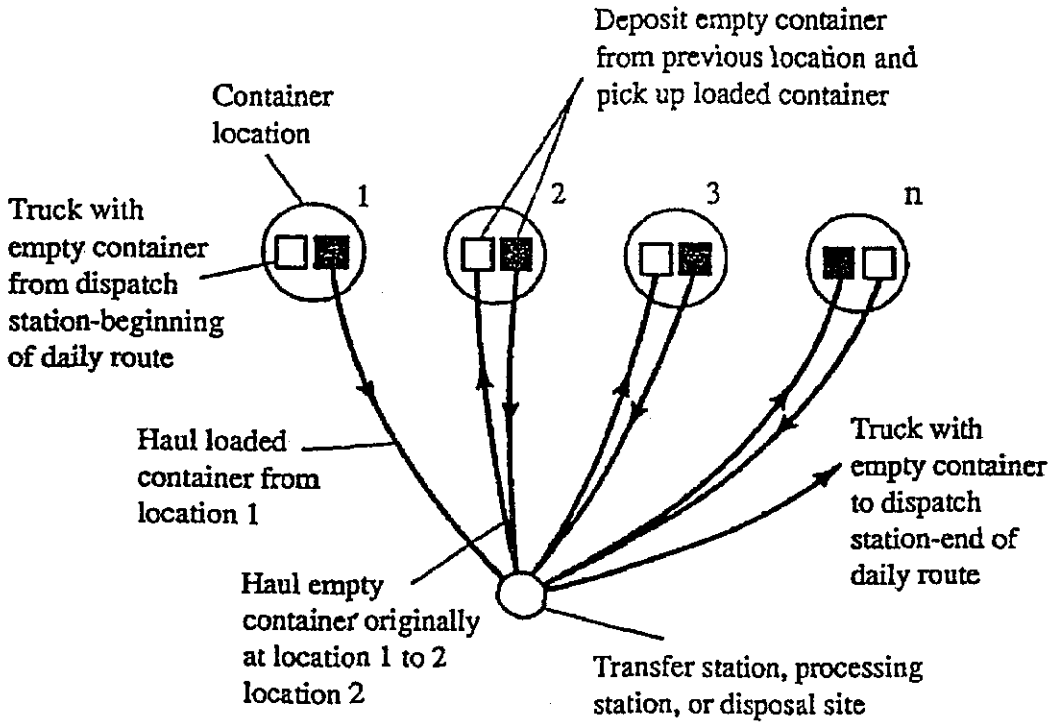 Deposit empty container
from previous location and
pick up loaded container
Container
location
1
2
3
n
Truck with
empty container
from dispatch
station-beginning
of daily route
Haul loaded
container from
location 1
Truck with
empty container
to dispatch
station-end of
daily route
Haul empty
container originally
at location 1 to 2
location 2
Transfer station, processing
station, or disposal site